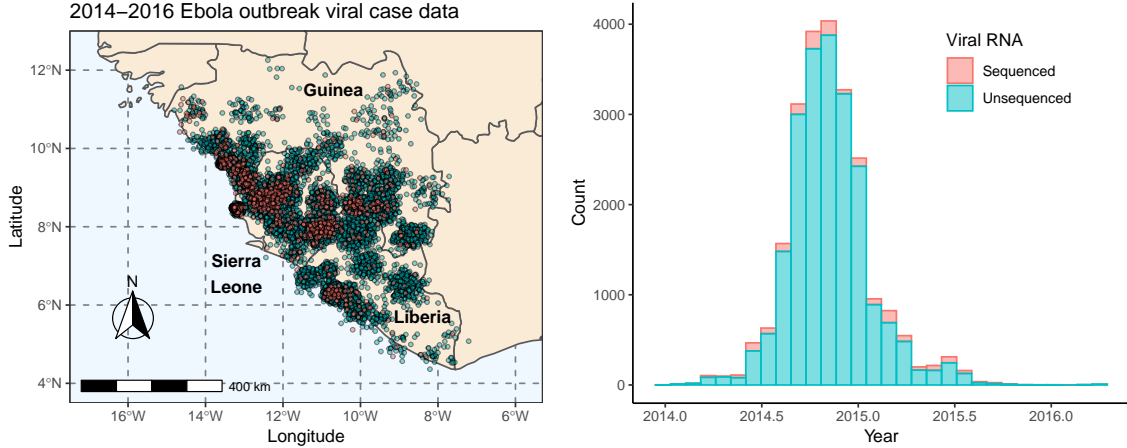 2014–2016 Ebola outbreak viral case data
12°N
10°N
8°N
6°N
4°N
Latitude
Guinea
Sierra
Leone
Liberia
N
400 km
16°W
14°W
12°W
10°W
8°W
6°W
Longitude
4000
3000
2000
1000
0
Count
Viral RNA
Sequenced
Unsequenced
2014.0
2014.5
2015.0
2015.5
2016.0
Year